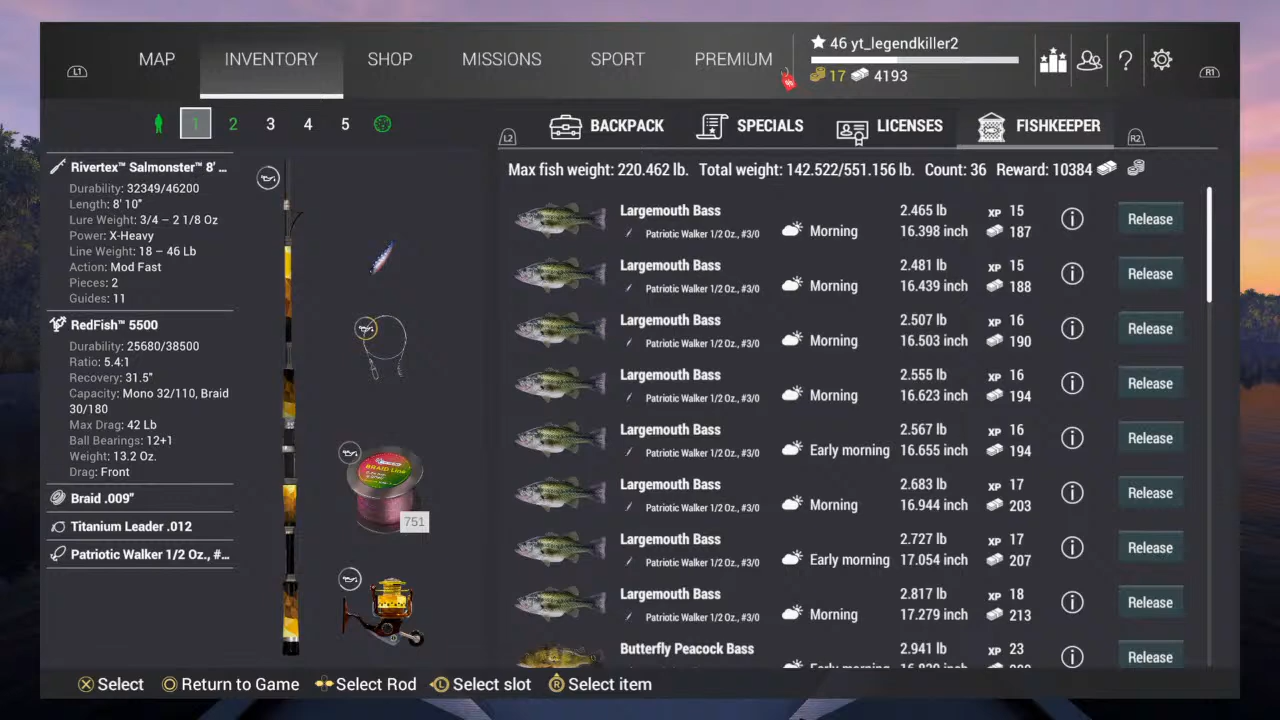 L1
MAP
INVENTORY
SHOP
MISSIONS
SPORT
PREMIUM
46 yt_legendkiller2
17 4193
?
R1
1 2 3 4 5
L2
BACKPACK
SPECIALS
LICENSES
FISHKEEPER
R2
Rivertex™ Salmonster™ 8' ...
Durability: 32349/46200
Length: 8' 10"
Lure Weight: 3/4 – 2 1/8 Oz
Power: X-Heavy
Line Weight: 18 – 46 Lb
Action: Mod Fast
Pieces: 2
Guides: 11
RedFish™ 5500
Durability: 25680/38500
Ratio: 5.4:1
Recovery: 31.5"
Capacity: Mono 32/110, Braid
30/180
Max Drag: 42 Lb
Ball Bearings: 12+1
Weight: 13.2 Oz.
Drag: Front
Braid .009"
Titanium Leader .012
Patriotic Walker 1/2 Oz., #...
BRAID Line
751
Max fish weight: 220.462 lb. Total weight: 142.522/551.156 lb. Count: 36 Reward: 10384
Largemouth Bass 2.465 lb XP 15
Patriotic Walker 1/2 Oz., #3/0 Morning 16.398 inch 187
Release
Largemouth Bass 2.481 lb XP 15
Patriotic Walker 1/2 Oz., #3/0 Morning 16.439 inch 188
Release
Largemouth Bass 2.507 lb XP 16
Patriotic Walker 1/2 Oz., #3/0 Morning 16.503 inch 190
Release
Largemouth Bass 2.555 lb XP 16
Patriotic Walker 1/2 Oz., #3/0 Morning 16.623 inch 194
Release
Largemouth Bass 2.567 lb XP 16
Patriotic Walker 1/2 Oz., #3/0 Early morning 16.655 inch 194
Release
Largemouth Bass 2.683 lb XP 17
Patriotic Walker 1/2 Oz., #3/0 Morning 16.944 inch 203
Release
Largemouth Bass 2.727 lb XP 17
Patriotic Walker 1/2 Oz., #3/0 Early morning 17.054 inch 207
Release
Largemouth Bass 2.817 lb XP 18
Patriotic Walker 1/2 Oz., #3/0 Morning 17.279 inch 213
Release
Butterfly Peacock Bass 2.941 lb XP 23
Release
Select
Return to Game
Select Rod
L Select slot
R Select item